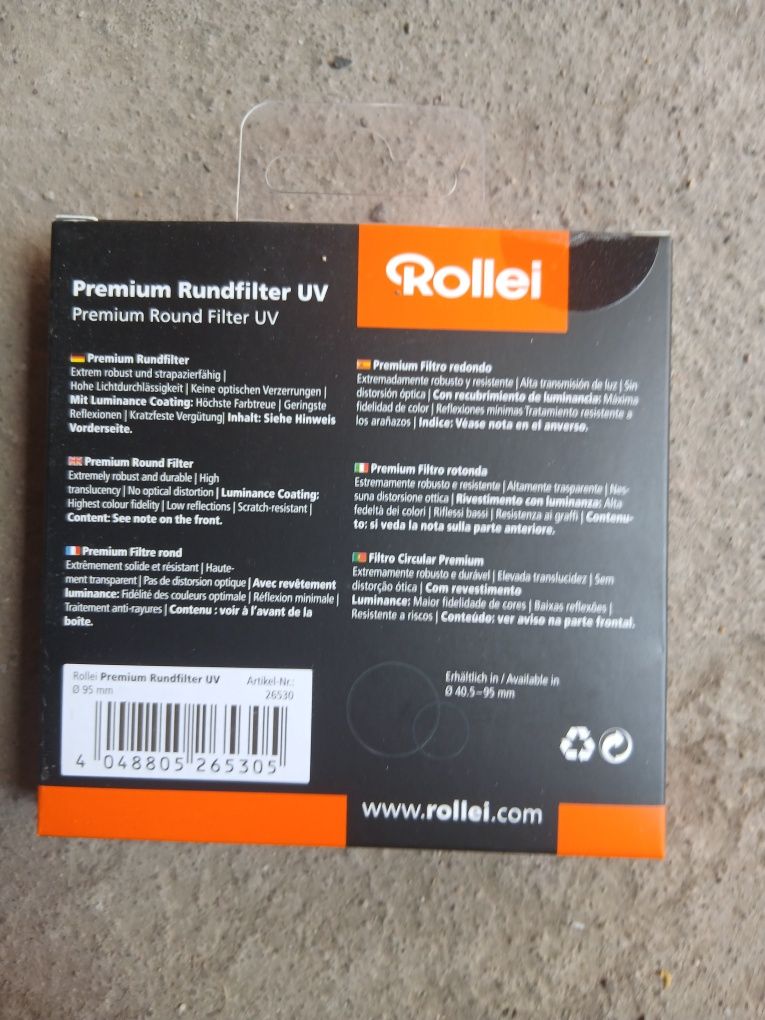 Rollei
Premium Rundfilter UV
Premium Round Filter UV
Premium Rundfilter
Extrem robust und strapazierfähig |
Hohe Lichtdurchlässigkeit | Keine optischen Verzerrungen |
Mit Luminance Coating: Höchste Farbtreue | Geringste
Reflexionen | Kratzfeste Vergütung| Inhalt: Siehe Hinweis
Vorderseite.
Premium Round Filter
Extremely robust and durable | High
translucency | No optical distortion | Luminance Coating:
Highest colour fidelity | Low reflections | Scratch-resistant |
Content: See note on the front.
Premium Filtre rond
Extrêmement solide et résistant | Haute-
ment transparent | Pas de distorsion optique | Avec revêtement
luminance: Fidélité des couleurs optimale | Réflexion minimale |
Traitement anti-rayures | Contenu : voir à l'avant de la
boîte.
Premium Filtro redondo
Extremadamente robusto y resistente | Alta transmisión de luz | Sin
distorsión óptica | Con recubrimiento de luminancia: Máxima
fidelidad de color | Reflexiones mínimas Tratamiento resistente a
los arañazos | Indice: Véase nota en el anverso.
Premium Filtro rotonda
Estremamente robusto e resistente | Altamente trasparente | Nes-
suna distorsione ottica | Rivestimento con luminanza: Alta
fedeltà dei colori | Riflessi bassi | Resistenza ai graffi | Contenu-
to: si veda la nota sulla parte anteriore.
Filtro Circular Premium
Extremamente robusto e durável | Elevada translucidez | Sem
distorção ótica | Com revestimento
Luminance: Maior fidelidade de cores | Baixas reflexões |
Resistente a riscos | Conteúdo: ver aviso na parte frontal.
Rollei Premium Rundfilter UV
Ø 95 mm
Artikel-Nr.:
26530
4 048805 265305
Erhältlich in / Available in
Ø 40.5–95 mm
www.rollei.com